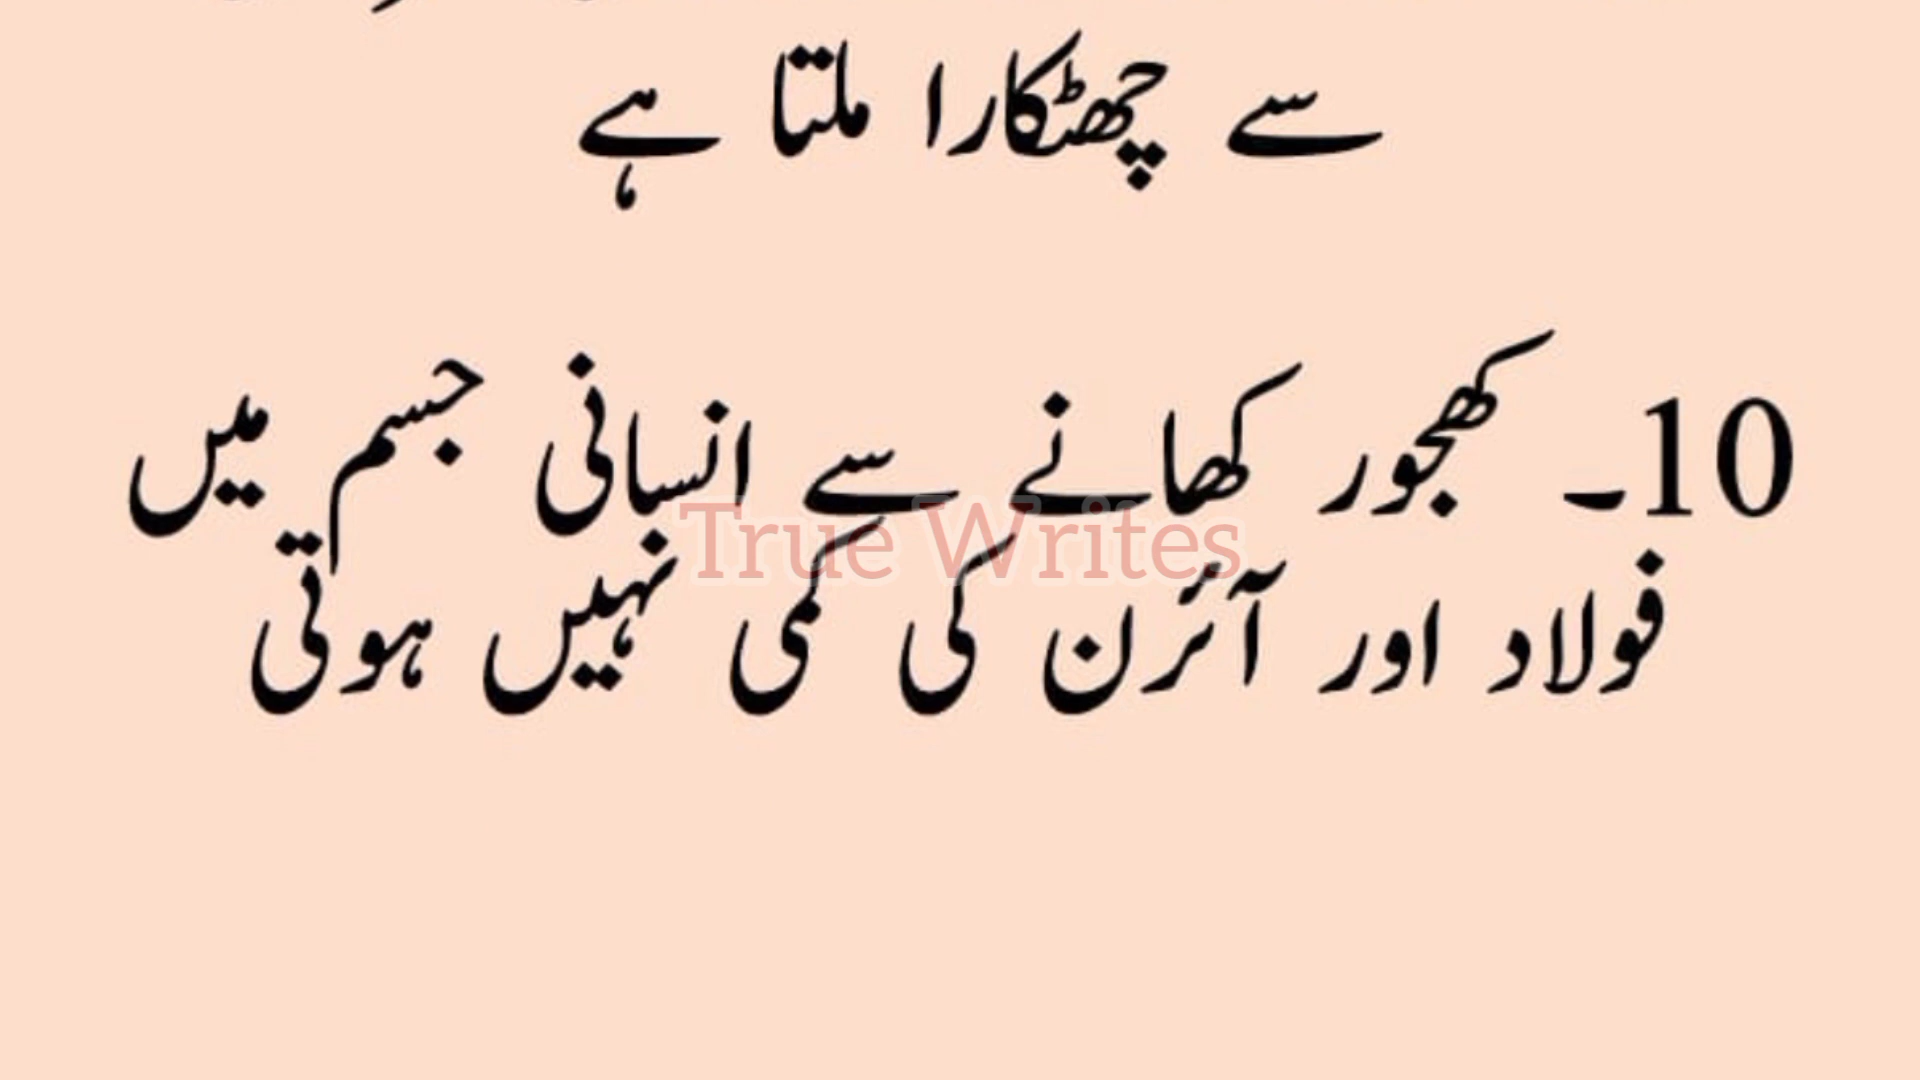 سے چھٹکارا ملتا ہے
10۔ کھجور کھانے سے انسانی جسم میں
True Writes
فولاد اور آئرن کی کمی نہیں ہوتی